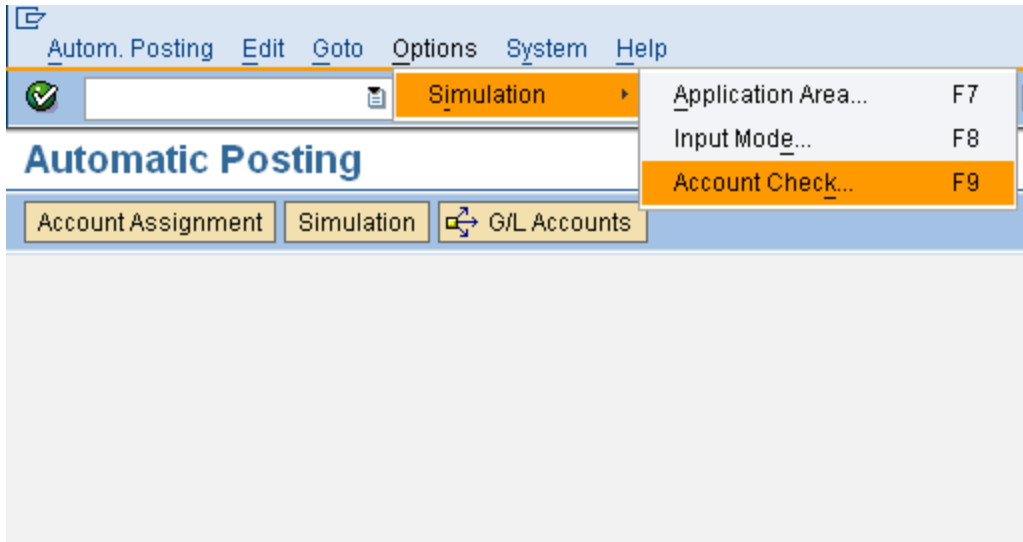 Autom. Posting Edit Goto Options System Help
Simulation
Application Area... F7
Input Mode... F8
Account Check... F9
Automatic Posting
Account Assignment Simulation G/L Accounts